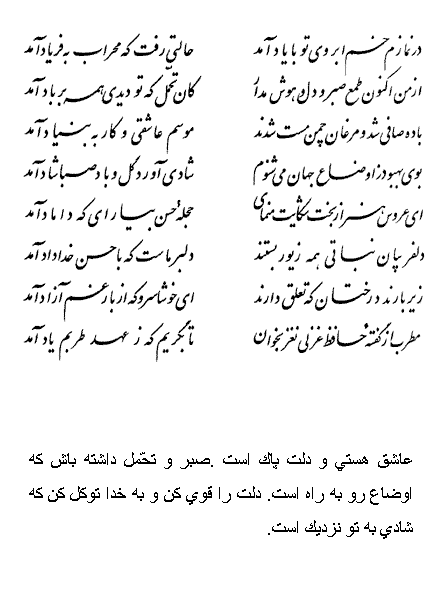 در نمازم خم ابروی تو با یاد آمد حالتی رفت که محراب به فریاد آمد
از من اکنون طمع صبر و دل و هوش مدار کان تحمّل که تو دیدی همه بر باد آمد
باده صافی شد و مرغان چمن مست شدند موسم عاشقی و کار به بنیاد آمد
بوی بهبود ز اوضاع جهان می‌شنوم شادی آورد گل و باد صبا شاد آمد
ای عروس هنر از بخت شکایت منمای حجله حسن بیارای که داماد آمد
دلفریبان نباتی همه زیور بستند دلبر ماست که با حسن خداداد آمد
زیر بارند درختان که تعلق دارند ای خوشا سرو که از بار غم آزاد آمد
مطرب از گفته حافظ غزلی نغز بخوان تا بگریم که ز عهد طربم یاد آمد
عاشق هستي و دلت پاك است .صبر و تحّمل داشته باش كه
اوضاع رو به راه است. دلت را قوي كن و به خدا توكل كن كه
شادي به تو نزديك است.